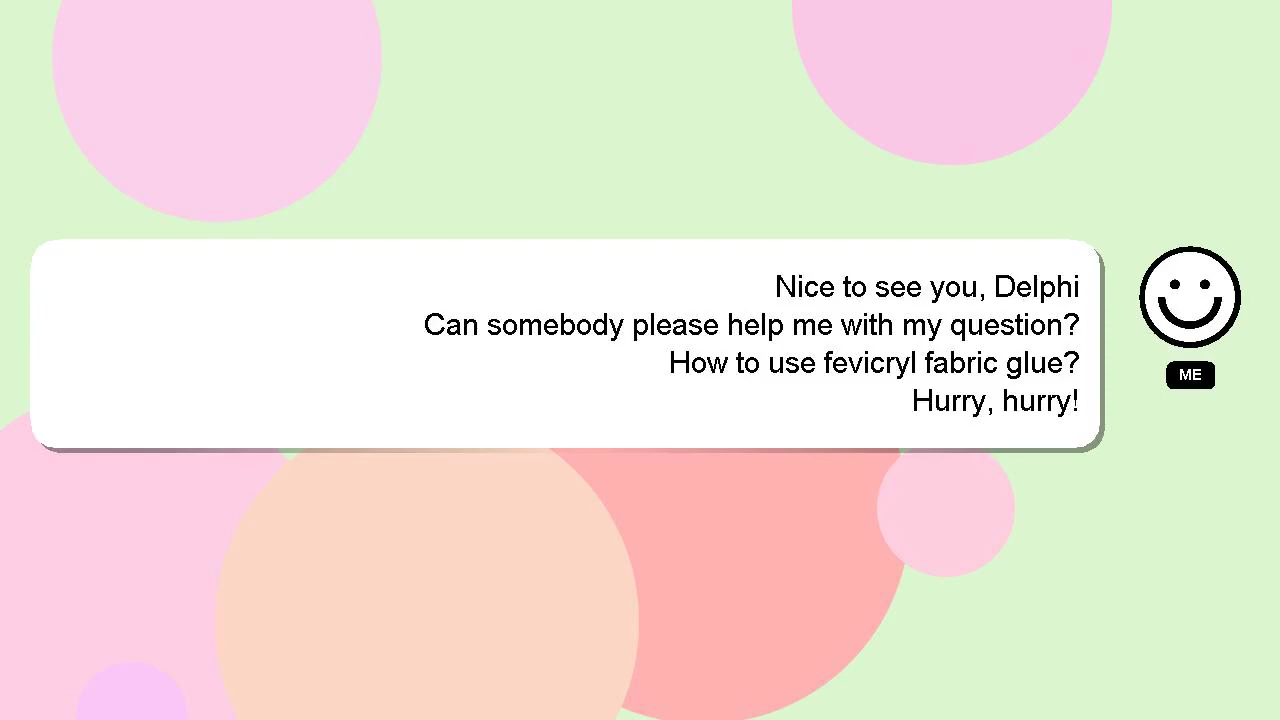 Nice to see you, Delphi
Can somebody please help me with my question?
How to use fevicryl fabric glue?
Hurry, hurry!
ME